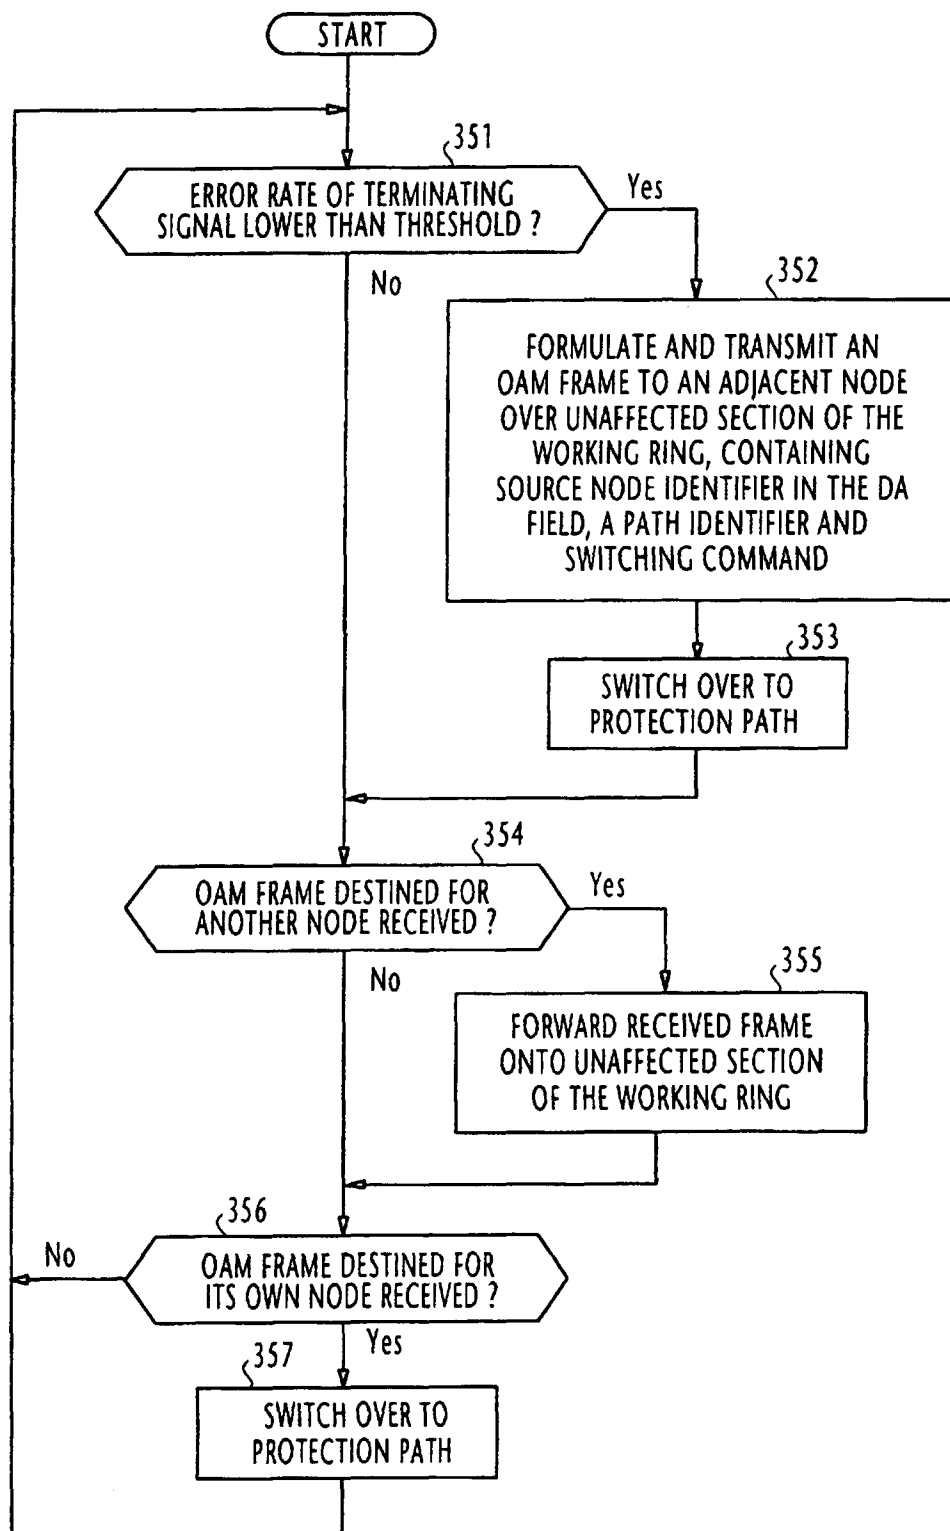 START
351
ERROR RATE OF TERMINATING
SIGNAL LOWER THAN THRESHOLD ?
Yes
No
352
FORMULATE AND TRANSMIT AN
OAM FRAME TO AN ADJACENT NODE
OVER UNAFFECTED SECTION OF THE
WORKING RING, CONTAINING
SOURCE NODE IDENTIFIER IN THE DA
FIELD, A PATH IDENTIFIER AND
SWITCHING COMMAND
353
SWITCH OVER TO
PROTECTION PATH
354
OAM FRAME DESTINED FOR
ANOTHER NODE RECEIVED ?
Yes
No
355
FORWARD RECEIVED FRAME
ONTO UNAFFECTED SECTION
OF THE WORKING RING
356
No
OAM FRAME DESTINED FOR
ITS OWN NODE RECEIVED ?
Yes
357
SWITCH OVER TO
PROTECTION PATH